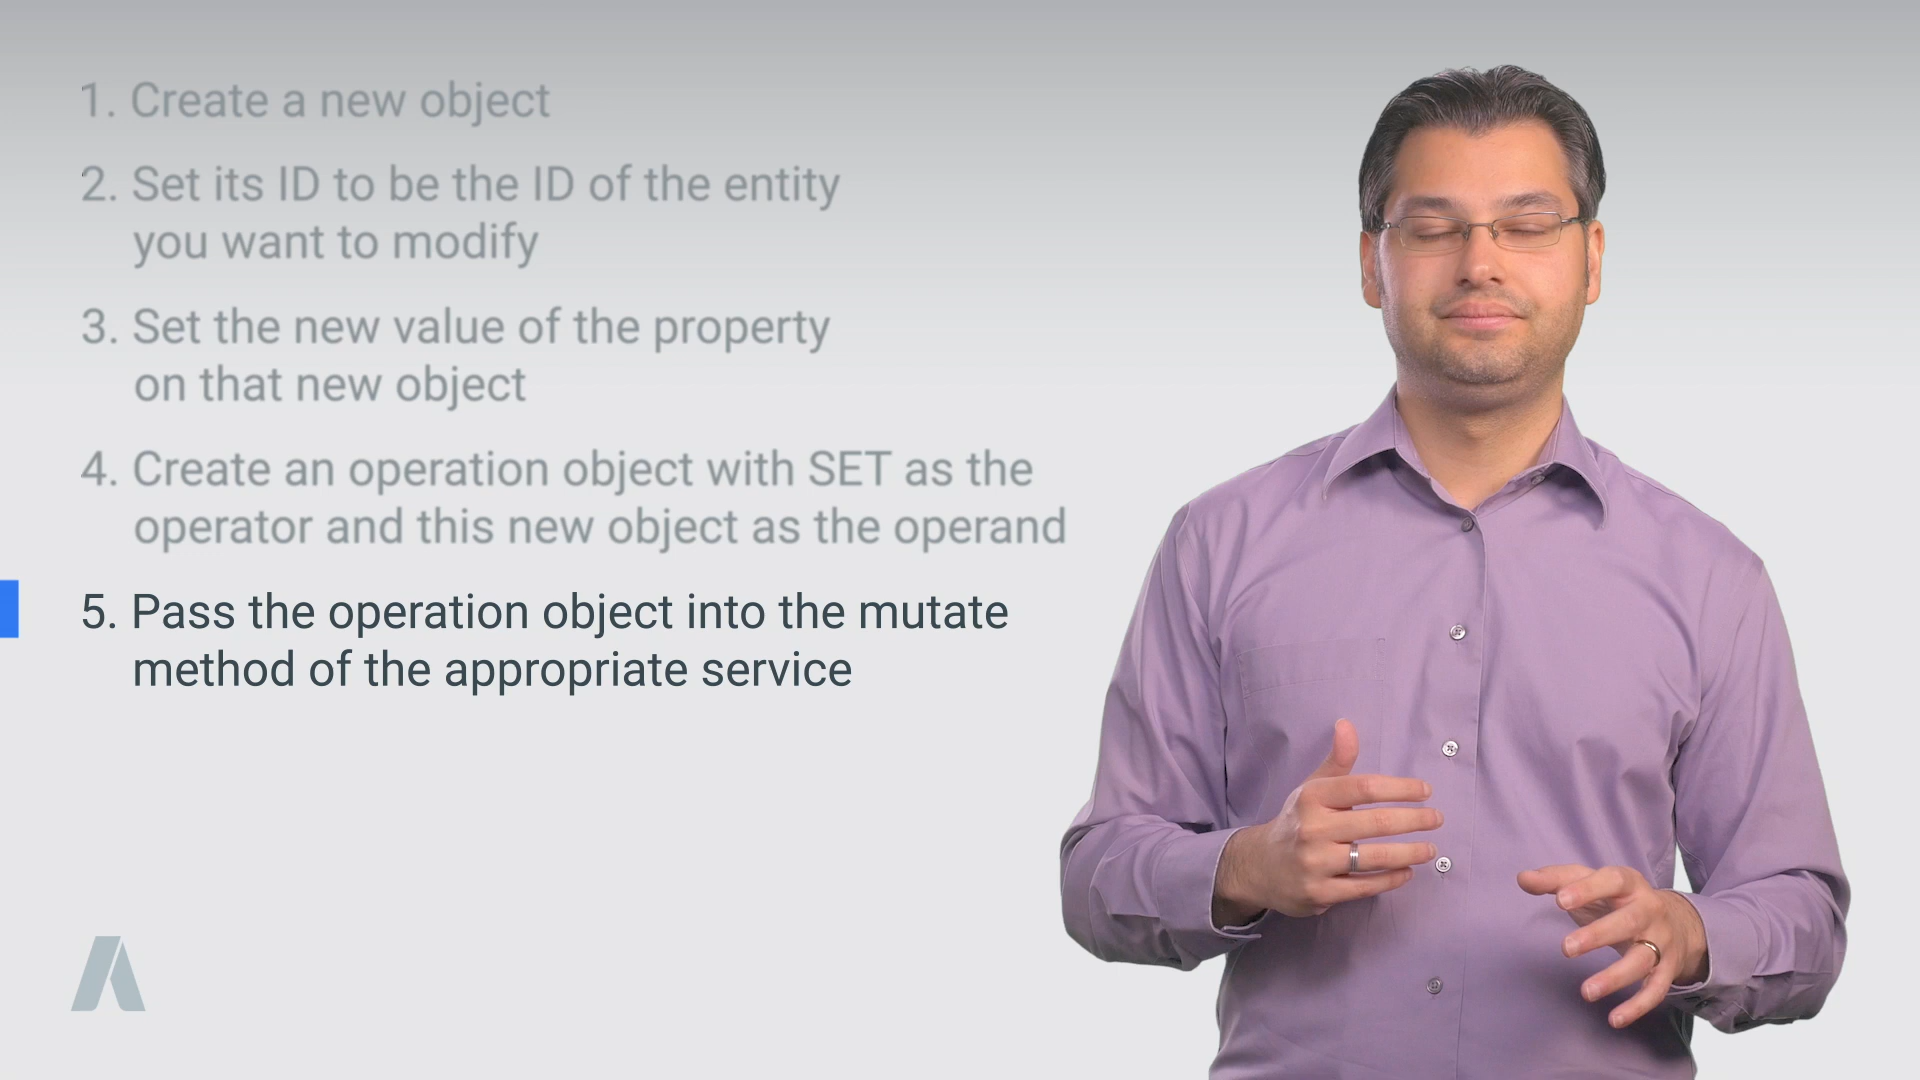 1. Create a new object
2. Set its ID to be the ID of the entity
you want to modify
3. Set the new value of the property
on that new object
4. Create an operation object with SET as the
operator and this new object as the operand
5. Pass the operation object into the mutate
method of the appropriate service